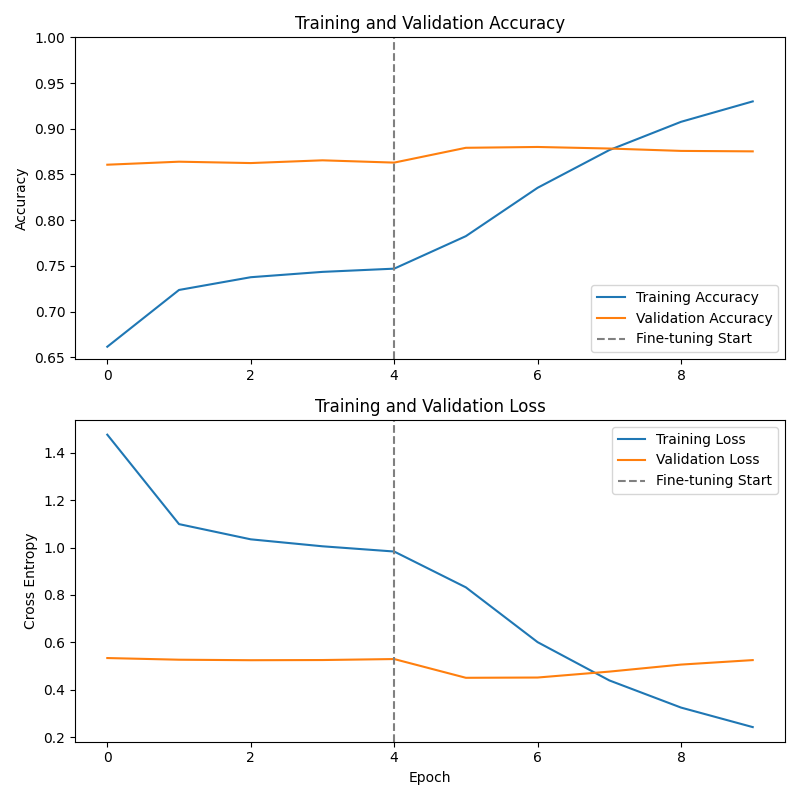 Training and Validation Accuracy
1.00
0.95
0.90
0.85
0.80
0.75
0.70
0.65
Accuracy
Training Accuracy
Validation Accuracy
Fine-tuning Start
0 2 4 6 8
Training and Validation Loss
1.4
1.2
1.0
0.8
0.6
0.4
0.2
Cross Entropy
Training Loss
Validation Loss
Fine-tuning Start
0 2 4 6 8
Epoch